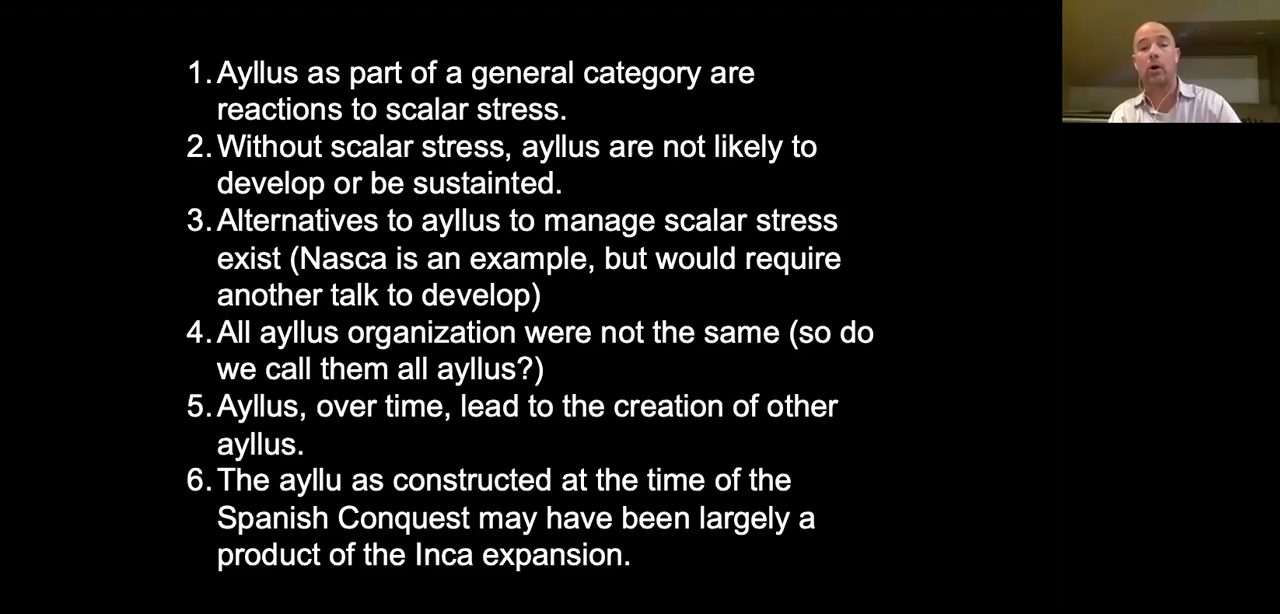 1. Ayllus as part of a general category are
reactions to scalar stress.
2. Without scalar stress, ayllus are not likely to
develop or be sustainted.
3. Alternatives to ayllus to manage scalar stress
exist (Nasca is an example, but would require
another talk to develop)
4. All ayllus organization were not the same (so do
we call them all ayllus?)
5. Ayllus, over time, lead to the creation of other
ayllus.
6. The ayllu as constructed at the time of the
Spanish Conquest may have been largely a
product of the Inca expansion.